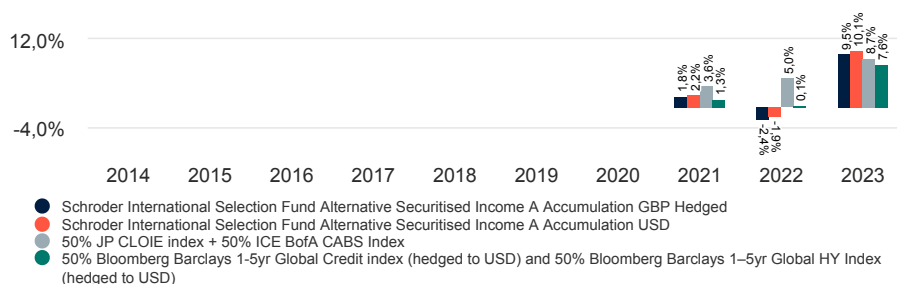 12,0%
-4,0%
1,8%
2,2%
3,6%
1,3%
-2,4%
-1,9%
5,0%
0,1%
9,5%
10,1%
8,7%
7,6%
2014 2015 2016 2017 2018 2019 2020 2021 2022 2023
Schroder International Selection Fund Alternative Securitised Income A Accumulation GBP Hedged
Schroder International Selection Fund Alternative Securitised Income A Accumulation USD
50% JP CLOIE index + 50% ICE BofA CABS Index
50% Bloomberg Barclays 1-5yr Global Credit index (hedged to USD) and 50% Bloomberg Barclays 1–5yr Global HY Index
(hedged to USD)